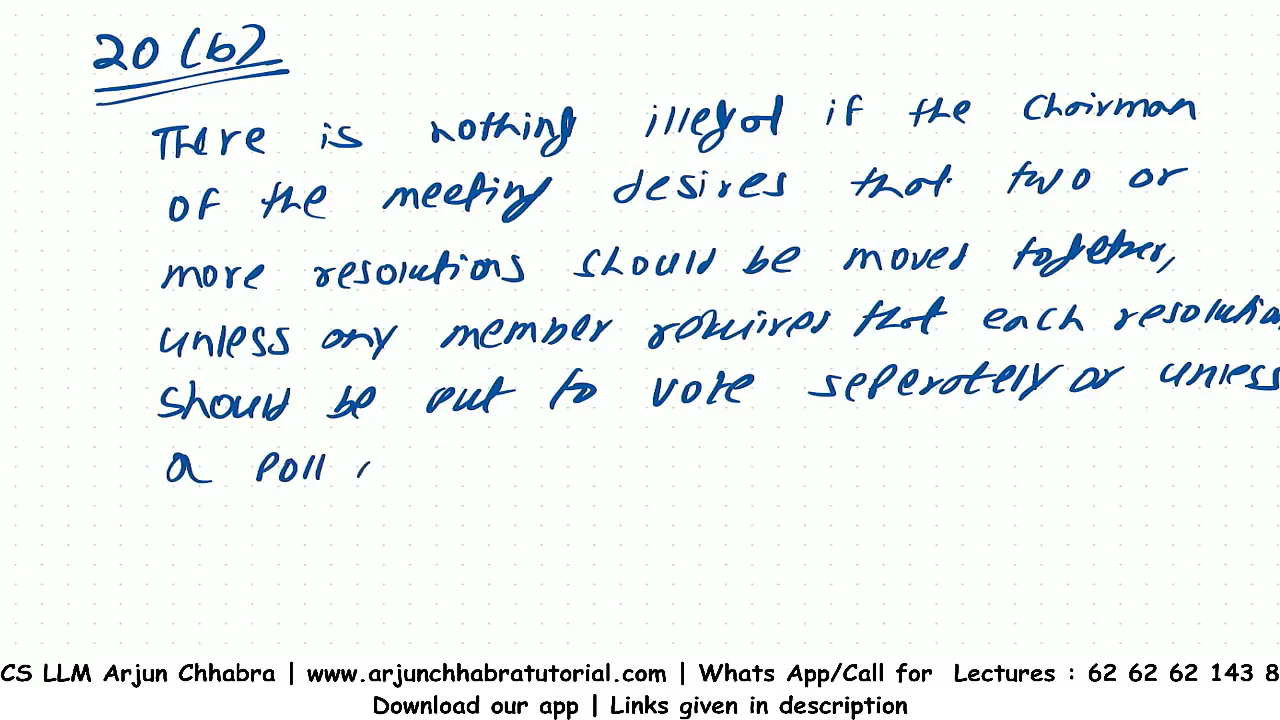 20 (b)
There is nothing illegal if the Chairman
of the meeting desires that two or
more resolutions should be moved together,
unless any member requires that each resolution
should be put to vote seperately or unless
a poll (
CS LLM Arjun Chhabra | www.arjunchhabratutorial.com | Whats App/Call for Lectures : 62 62 62 143 8
Download our app | Links given in description